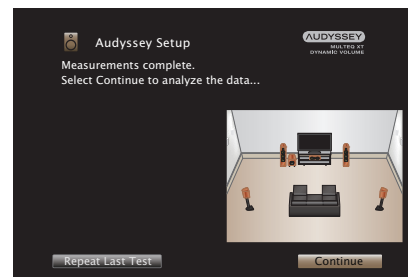 Audyssey Setup
AUDYSSEY
MULTEQ XT
DYNAMIC VOLUME
Measurements complete.
Select Continue to analyze the data...
Repeat Last Test
Continue